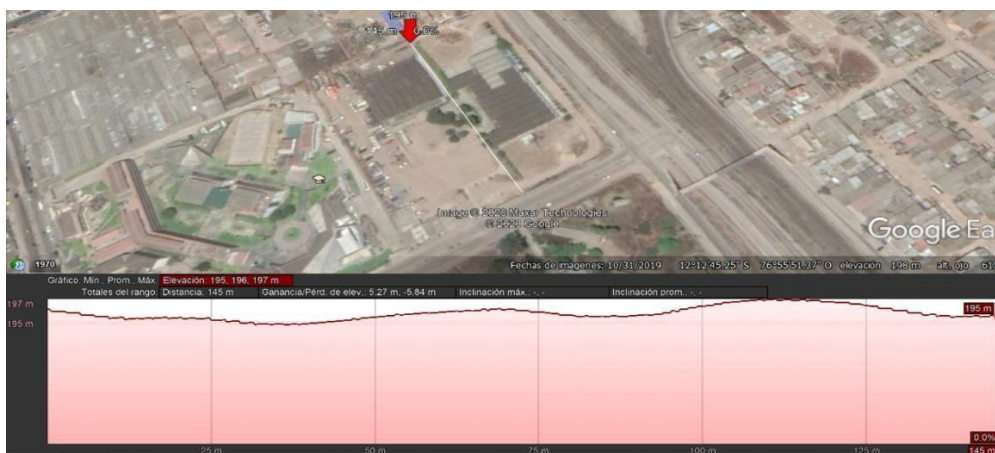 195 m
145 m 0.0%
Image © 2020 Maxar Technologies
© 2020 Google
Google Ea
1970
Fechas de imágenes: 10/31/2019 12°12'45.25" S 76°55'51.37" O elevación 198 m alt. ojo 61
Gráfico: Mín., Prom., Máx. Elevación: 195, 196, 197 m
Totales del rango: Distancia: 145 m Ganancia/Pérd. de elev.: 5.27 m, -5.84 m Inclinación máx.: -, - Inclinación prom.: -, -
197 m
195 m
195 m
0.0%
25 m 50 m 75 m 100 m 125 m 145 m